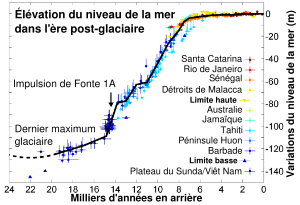 Élévation du niveau de la mer
dans l'ère post-glaciaire
Impulsion de Fonte 1A
Dernier maximum
glaciaire
Santa Catarina
Rio de Janeiro
Sénégal
Détroits de Malacca
Limite haute
Australie
Jamaïque
Tahiti
Péninsule Huon
Barbade
Limite basse
Plateau du Sunda/Viêt Nam
0
-20
-40
-60
-80
-100
-120
-140
Variations du niveau de la mer (m)
24 22 20 18 16 14 12 10 8 6 4 2 0
Milliers d'années en arrière